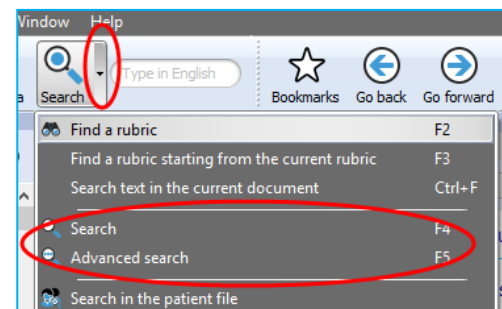 Window Help
Type in English
Search Bookmarks Go back Go forward
Find a rubric F2
Find a rubric starting from the current rubric F3
Search text in the current document Ctrl+F
Search F4
Advanced search F5
Search in the patient file